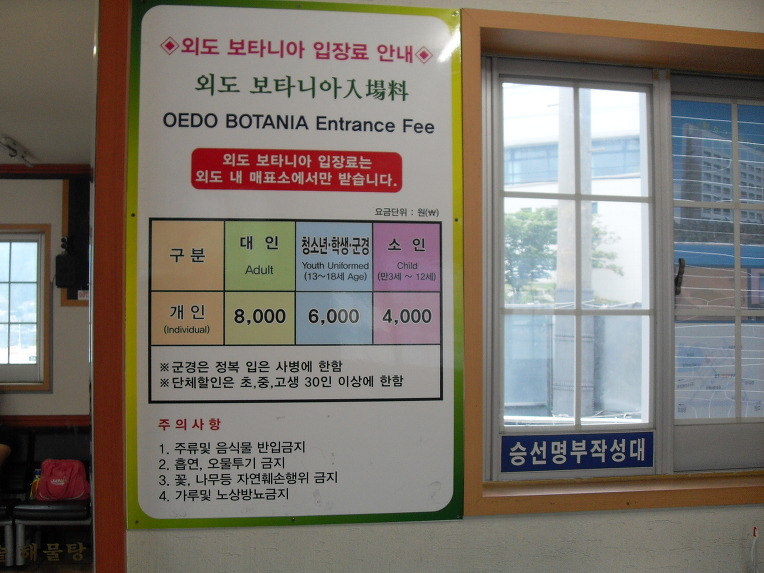 ◈외도 보타니아 입장료 안내◈
외도 보타니아入場料
OEDO BOTANIA Entrance Fee
외도 보타니아 입장료는
외도 내 매표소에서만 받습니다.
요금단위 : 원(₩)
구분 대인 청소년·학생·군경 소인
Adult Youth Uniformed Child
(13~18세 Age) (만3세 ~ 12세)
개인 8,000 6,000 4,000
(Individual)
※군경은 정복 입은 사병에 한함
※단체할인은 초,중,고생 30인 이상에 한함
주의사항
1. 주류및 음식물 반입금지
2. 흡연, 오물투기 금지
3. 꽃, 나무등 자연훼손행위 금지
4. 가루및 노상방뇨금지
승선명부작성대
해물탕